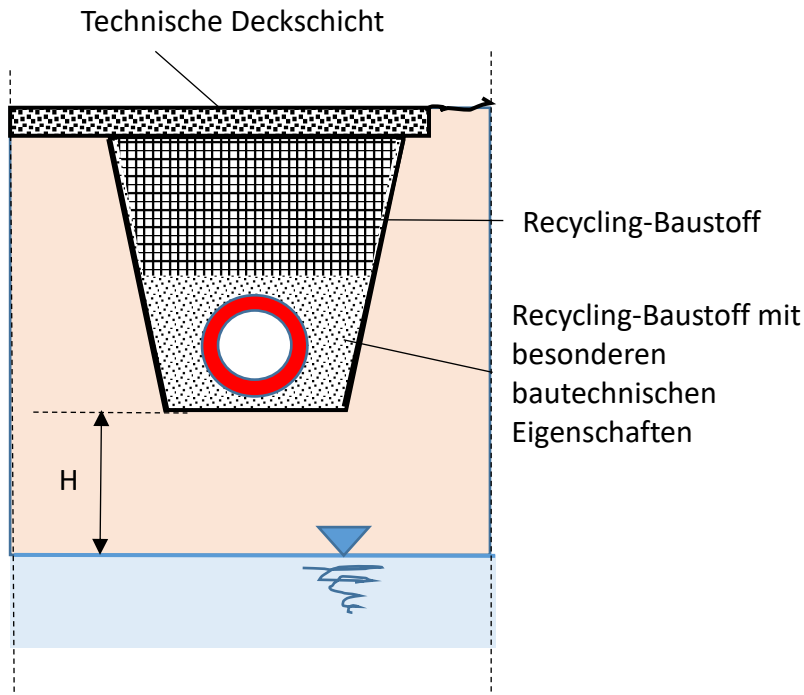 Technische Deckschicht
Recycling-Baustoff
Recycling-Baustoff mit
besonderen
bautechnischen
Eigenschaften
H